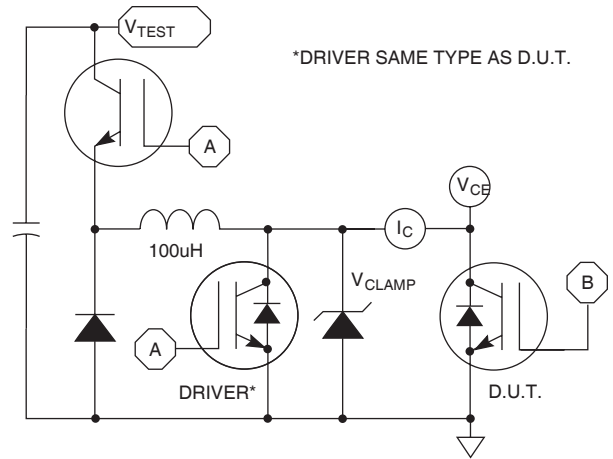 VTEST
*DRIVER SAME TYPE AS D.U.T.
A
VCE
IC
100uH
VCLAMP
B
A
DRIVER*
D.U.T.